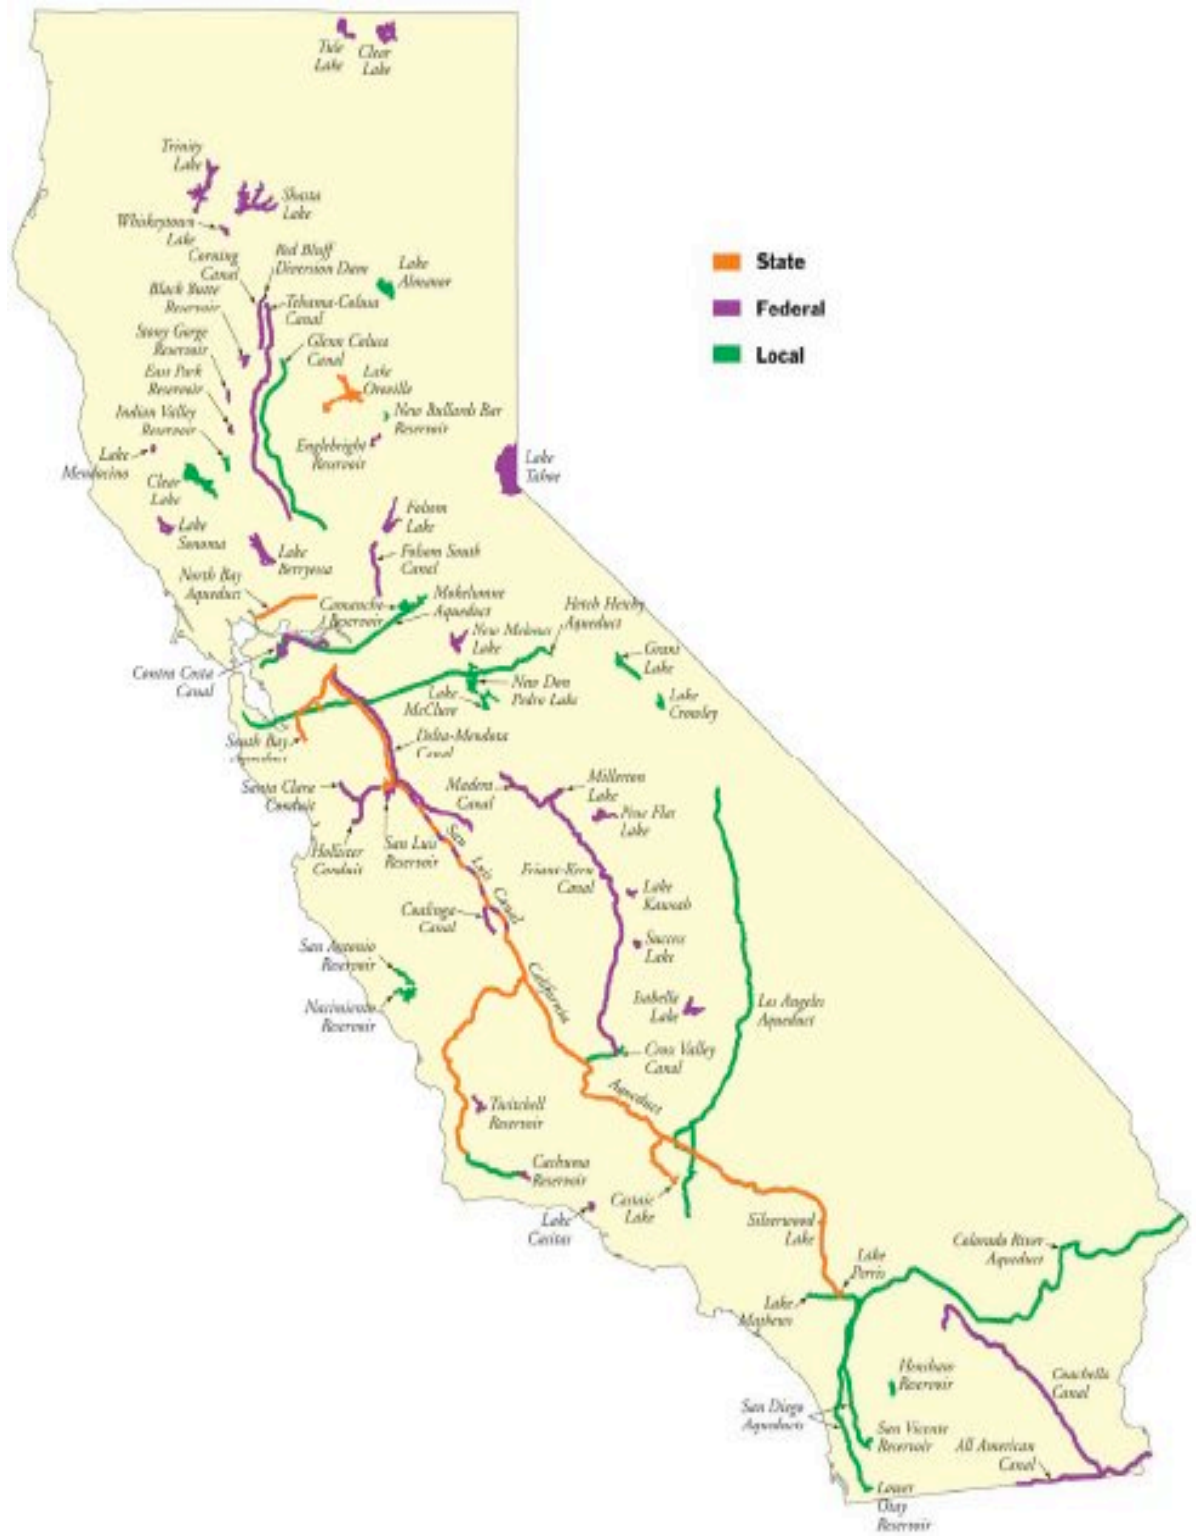 Tule
Lake
Clear
Lake
Trinity
Lake
Shasta
Lake
Whiskeytown
Lake
Corning
Canal
Red Bluff
Diversion Dam
Lake
Almanor
Black Butte
Reservoir
Tehama-Colusa
Canal
Stony Gorge
Reservoir
Glenn Colusa
Canal
East Park
Reservoir
Lake
Oroville
Indian Valley
Reservoir
New Bullards Bar
Reservoir
Englebright
Reservoir
Lake
Mendocino
Lake
Tahoe
Clear
Lake
Folsom
Lake
Lake
Sonoma
Lake
Berryessa
Folsom South
Canal
North Bay
Aqueduct
Camanche
Reservoir
Mokelumne
Aqueduct
Hetch Hetchy
Aqueduct
New Melones
Lake
Grant
Lake
Contra Costa
Canal
New Don
Pedro Lake
Lake
McClure
Lake
Crowley
South Bay
Aqueduct
Delta-Mendota
Canal
Santa Clara
Conduit
Madera
Canal
Millerton
Lake
Pine Flat
Lake
Hollister
Conduit
San Luis
Reservoir
San Luis Canal
Friant-Kern
Canal
Lake
Kaweah
Coalinga
Canal
Success
Lake
San Antonio
Reservoir
Nacimiento
Reservoir
California
Aqueduct
Isabella
Lake
Los Angeles
Aqueduct
Cross Valley
Canal
Twitchell
Reservoir
Cachuma
Reservoir
Lake
Casitas
Castaic
Lake
Silverwood
Lake
Lake
Perris
Colorado River
Aqueduct
Lake
Mathews
Henshaw
Reservoir
Coachella
Canal
San Diego
Aqueducts
San Vicente
Reservoir
All American
Canal
Lower
Otay
Reservoir
State
Federal
Local